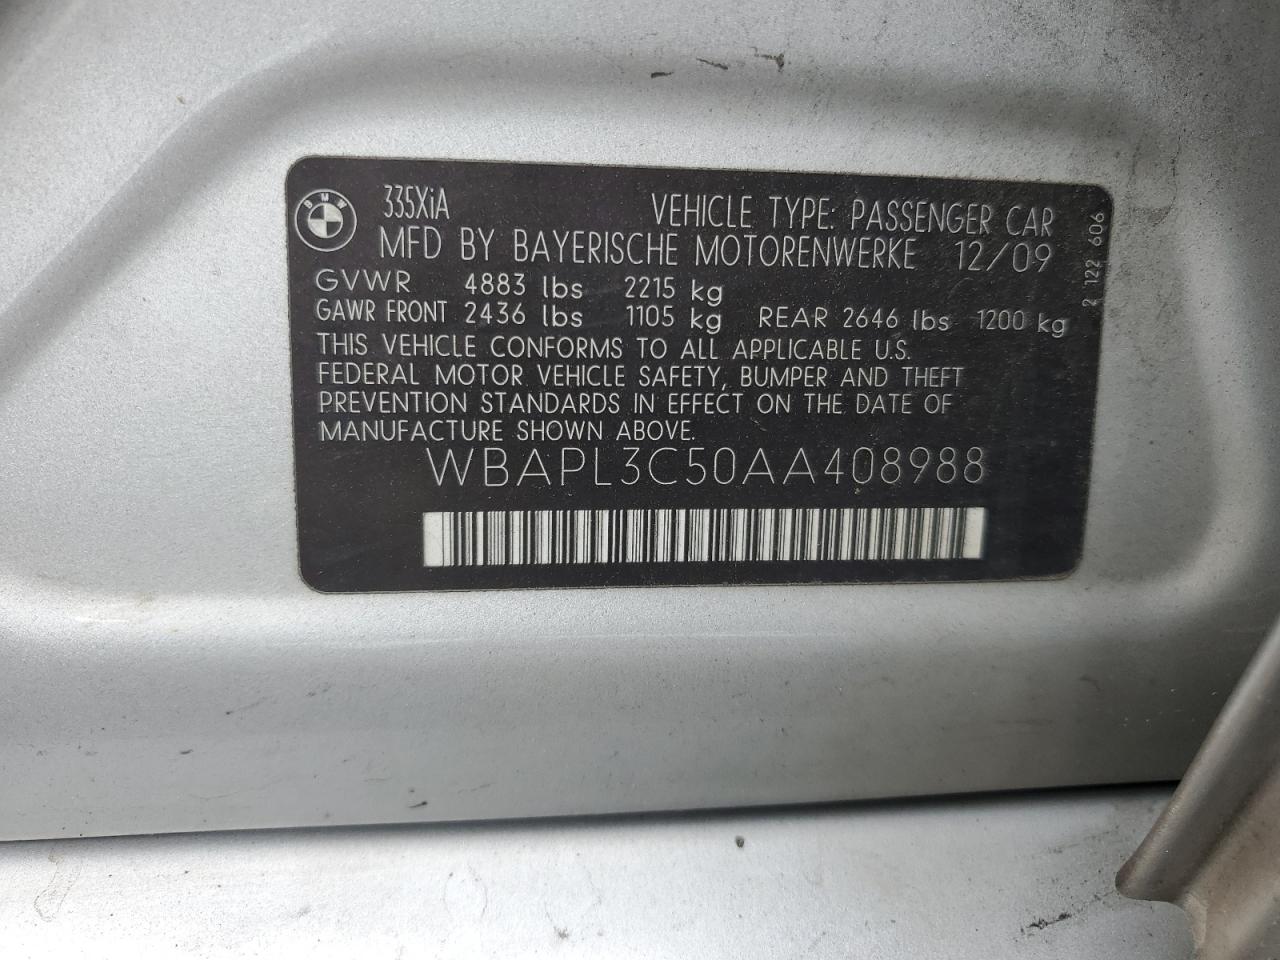 BMW
335XiA VEHICLE TYPE: PASSENGER CAR
MFD BY BAYERISCHE MOTORENWERKE 12/09
GVWR 4883 lbs 2215 kg
GAWR FRONT 2436 lbs 1105 kg REAR 2646 lbs 1200 kg
THIS VEHICLE CONFORMS TO ALL APPLICABLE U.S.
FEDERAL MOTOR VEHICLE SAFETY, BUMPER AND THEFT
PREVENTION STANDARDS IN EFFECT ON THE DATE OF
MANUFACTURE SHOWN ABOVE.
WBAPL3C50AA408988
2 122 606